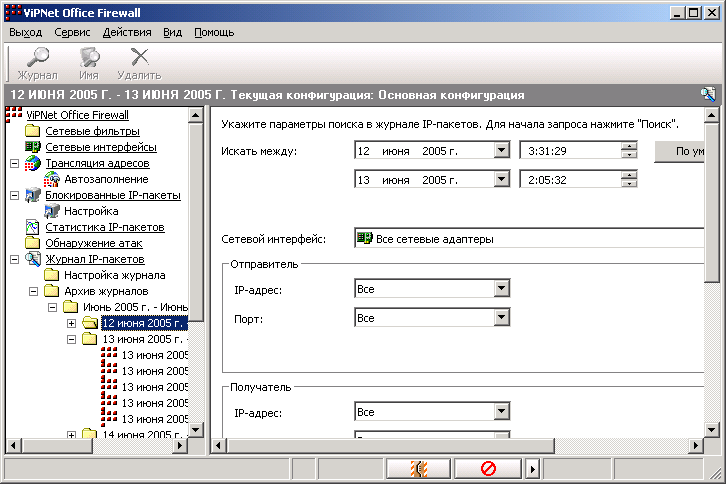 ViPNet Office Firewall
Выход Сервис Действия Вид Помощь
Журнал Имя Удалить
12 ИЮНЯ 2005 Г. - 13 ИЮНЯ 2005 Г. Текущая конфигурация: Основная конфигурация
ViPNet Office Firewall
Сетевые фильтры
Сетевые интерфейсы
Трансляция адресов
Автозаполнение
Блокированные IP-пакеты
Настройка
Статистика IP-пакетов
Обнаружение атак
Журнал IP-пакетов
Настройка журнала
Архив журналов
Июнь 2005 г. - Июнь
12 июня 2005 г. -
13 июня 2005 г. -
13 июня 2005
13 июня 2005
13 июня 2005
13 июня 2005
13 июня 2005
14 июня 2005 г. -
Укажите параметры поиска в журнале IP-пакетов. Для начала запроса нажмите "Поиск".
Искать между: 12 июня 2005 г. 3:31:29 По ум
13 июня 2005 г. 2:05:32
Сетевой интерфейс: Все сетевые адаптеры
Отправитель
IP-адрес: Все
Порт: Все
Получатель
IP-адрес: Все